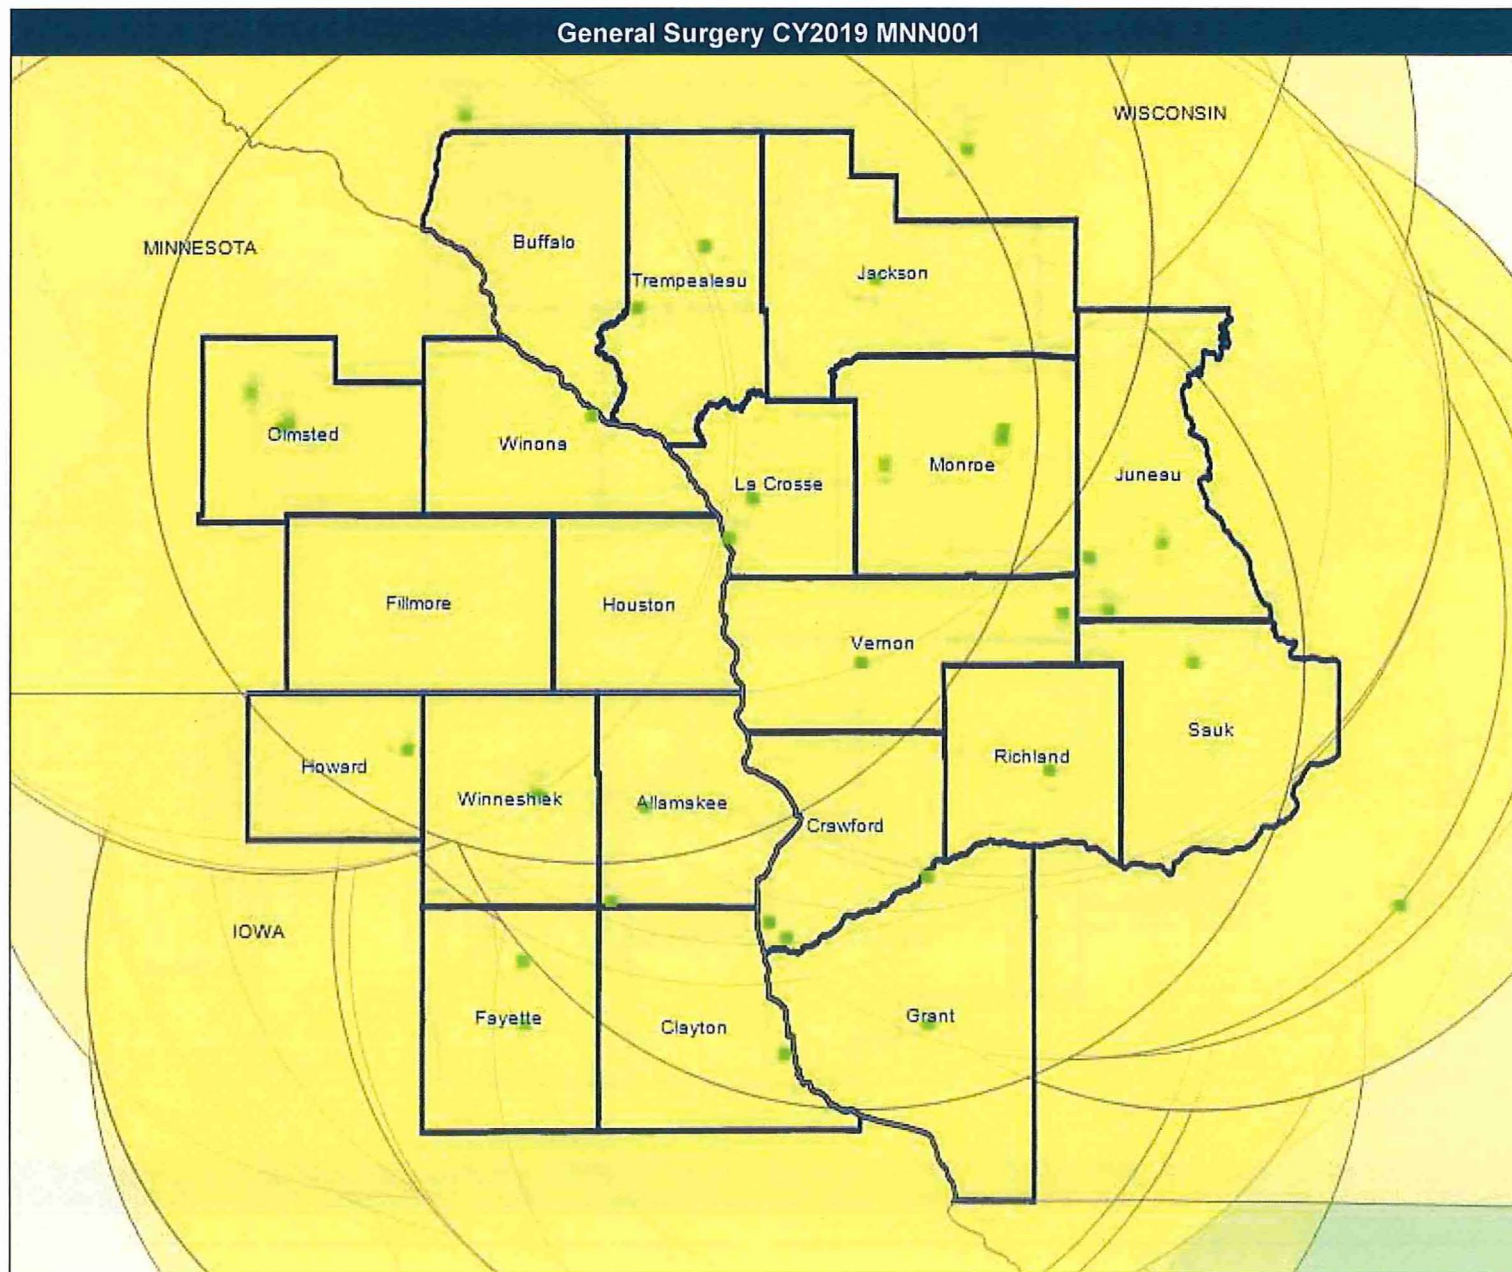 General Surgery CY2019 MNN001
WISCONSIN
MINNESOTA
Buffalo
Trempealeau
Jackson
Olmsted
Winona
La Crosse
Monroe
Juneau
Fillmore
Houston
Vernon
Sauk
Richland
Howard
Winneshiek
Allamakee
Crawford
IOWA
Fayette
Clayton
Grant